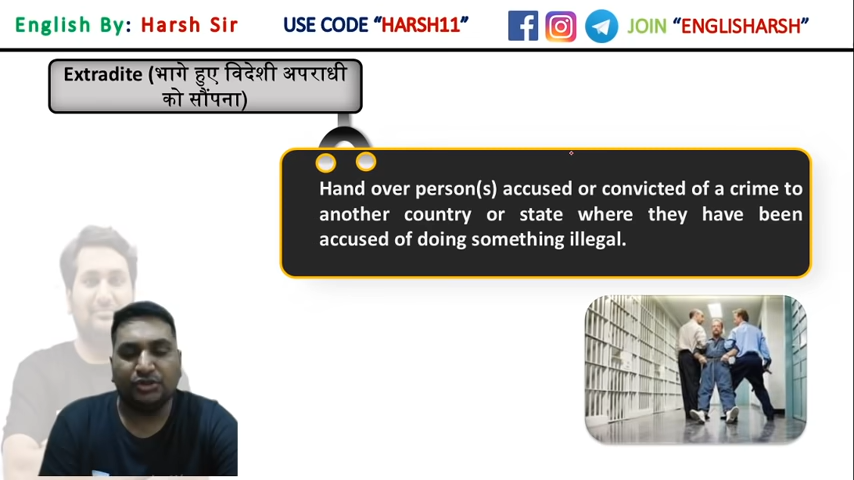 English By: Harsh Sir
USE CODE “HARSH11”
JOIN “ENGLISHARSH”
Extradite (भागे हुए विदेशी अपराधी
को सौंपना)
Hand over person(s) accused or convicted of a crime to
another country or state where they have been
accused of doing something illegal.